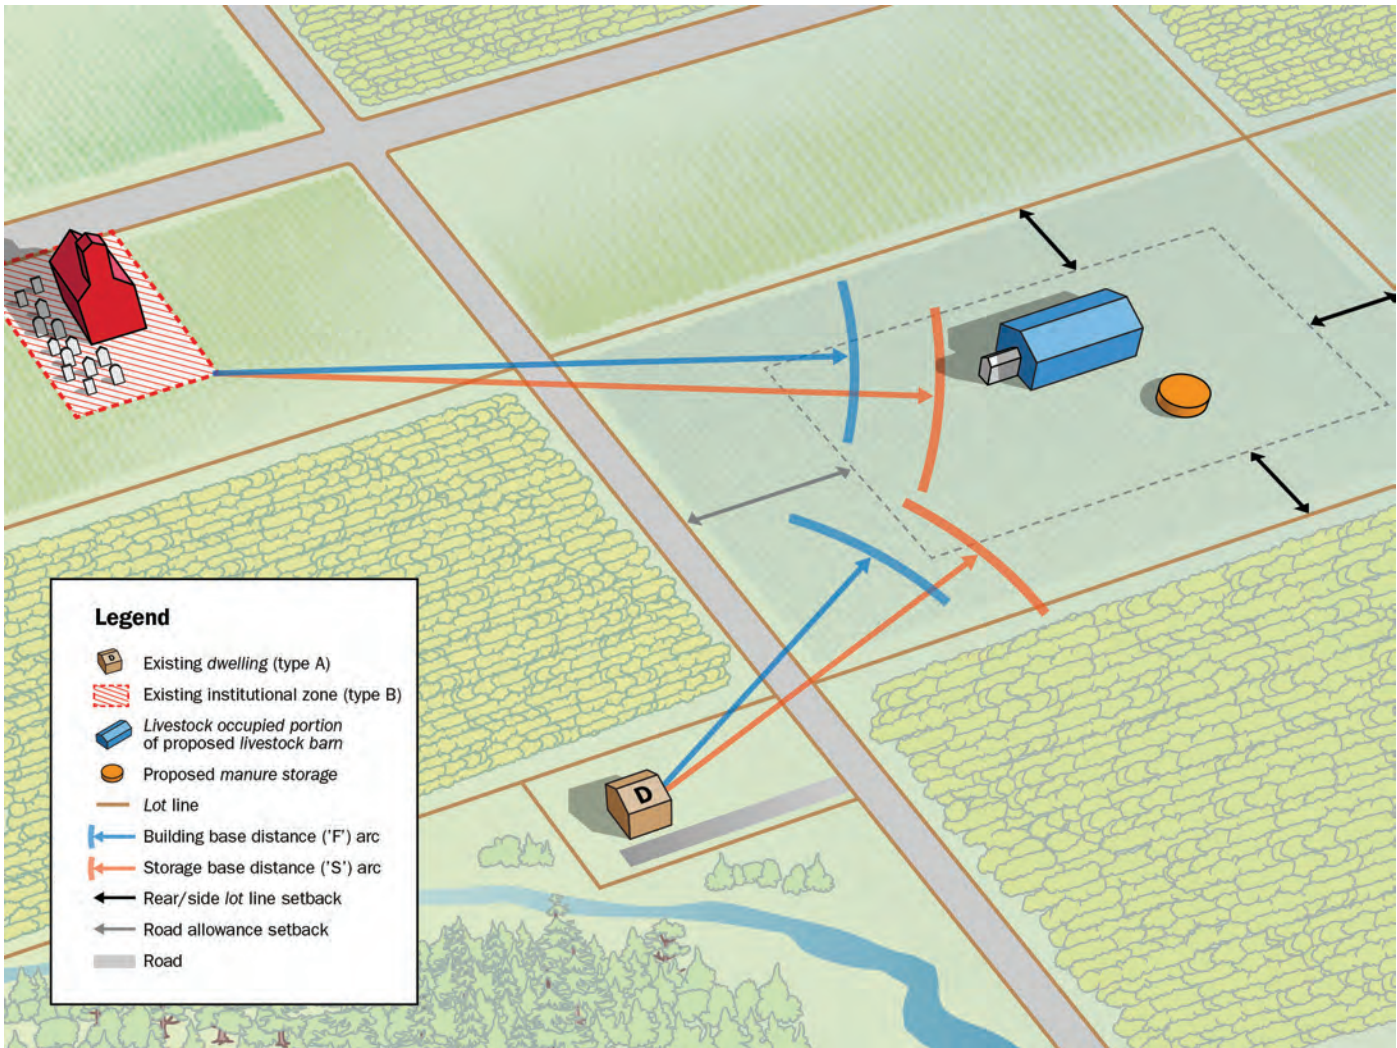 D
Legend
D
Existing dwelling (type A)
Existing institutional zone (type B)
Livestock occupied portion
of proposed livestock barn
Proposed manure storage
Lot line
Building base distance ('F') arc
Storage base distance ('S') arc
Rear/side lot line setback
Road allowance setback
Road